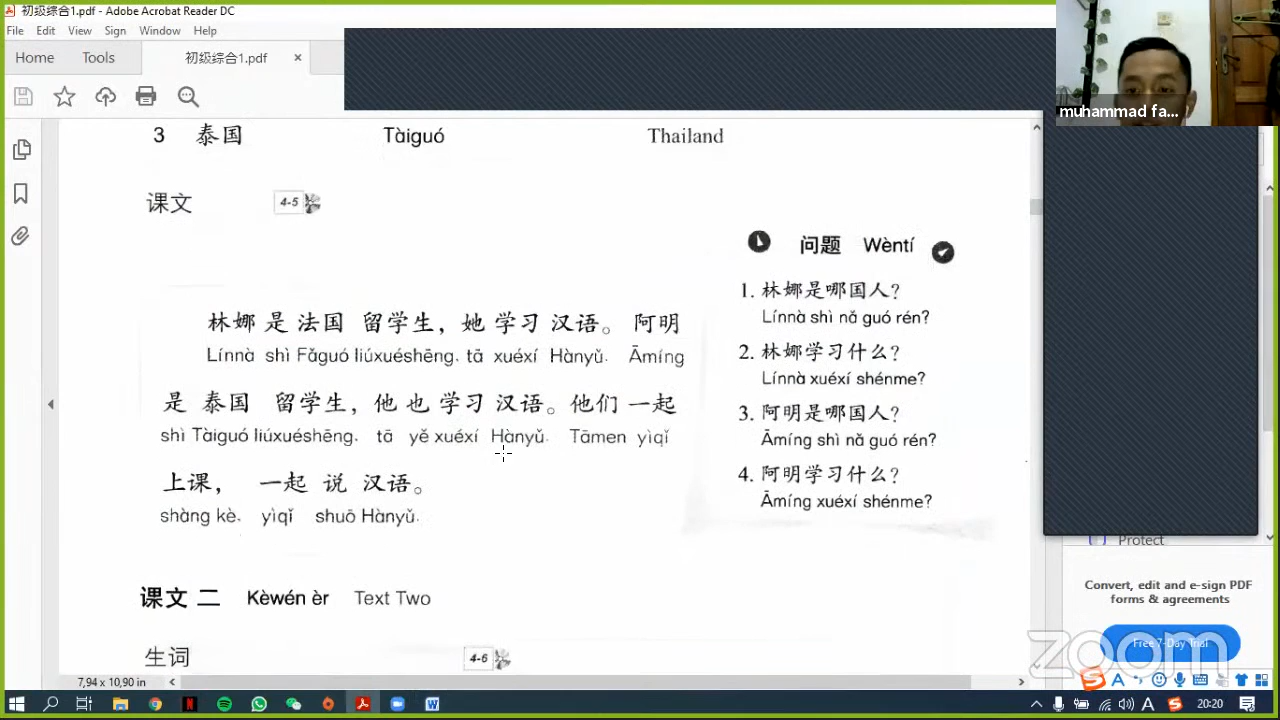 初级综合1.pdf - Adobe Acrobat Reader DC
File Edit View Sign Window Help
Home Tools 初级综合1.pdf ×
muhammad fa...
3 泰国 Tàiguó Thailand
课文 4-5
林娜 是 法国 留学生，她 学习 汉语。阿明
Línnà shì Fǎguó liúxuéshēng, tā xuéxí Hànyǔ. Āmíng
是 泰国 留学生，他 也 学习 汉语。他们 一起
shì Tàiguó liúxuéshēng, tā yě xuéxí Hànyǔ. Tāmen yìqǐ
上课， 一起 说 汉语。
shàng kè, yìqǐ shuō Hànyǔ.
问题 Wèntí
1. 林娜是哪国人？
Línnà shì nǎ guó rén?
2. 林娜学习什么？
Línnà xuéxí shénme?
3. 阿明是哪国人？
Āmíng shì nǎ guó rén?
4. 阿明学习什么？
Āmíng xuéxí shénme?
课文 二 Kèwén èr Text Two
生词 4-6
7,94 x 10,90 in
Protect
Convert, edit and e-sign PDF
forms & agreements
Free 7-Day Trial
zoom
20:20